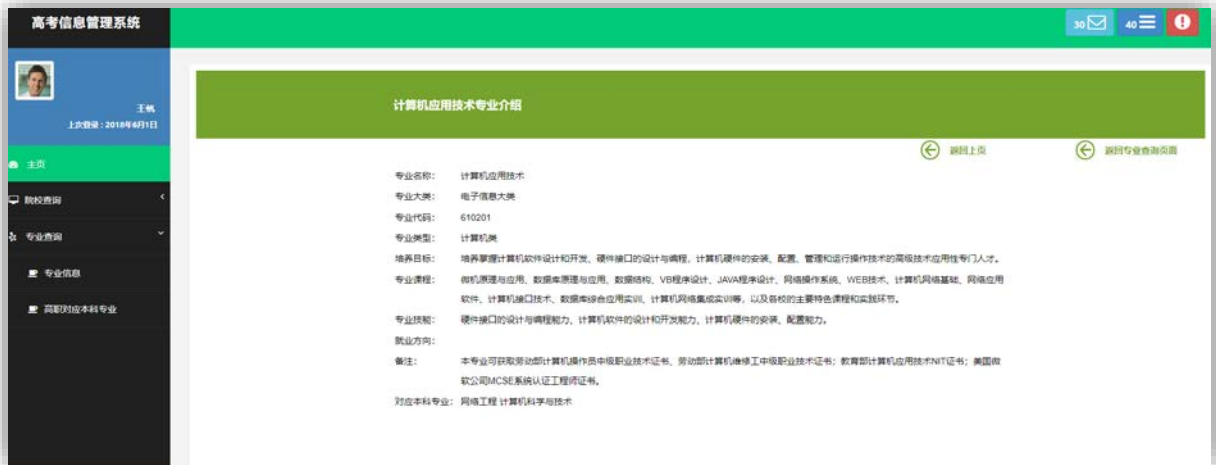 高考信息管理系统
30
40
王帆
上次登录：2018年6月1日
主页
院校查询
专业查询
专业信息
高职对应本科专业
计算机应用技术专业介绍
返回上页
返回专业查询页面
专业名称： 计算机应用技术
专业大类： 电子信息大类
专业代码： 610201
专业类型： 计算机类
培养目标： 培养掌握计算机软件设计和开发、硬件接口的设计与编程、计算机硬件的安装、配置、管理和运行操作技术的高级技术应用性专门人才。
专业课程： 微机原理与应用、数据库原理与应用、数据结构、VB程序设计、JAVA程序设计、网络操作系统、WEB技术、计算机网络基础、网络应用
软件、计算机接口技术、数据库综合应用实训、计算机网络集成实训等，以及各校的主要特色课程和实践环节。
专业技能： 硬件接口的设计与编程能力、计算机软件的设计和开发能力、计算机硬件的安装、配置能力。
就业方向：
备注： 本专业可获取劳动部计算机操作员中级职业技术证书、劳动部计算机维修工中级职业技术证书；教育部计算机应用技术NIT证书；美国微
软公司MCSE系统认证工程师证书。
对应本科专业： 网络工程 计算机科学与技术